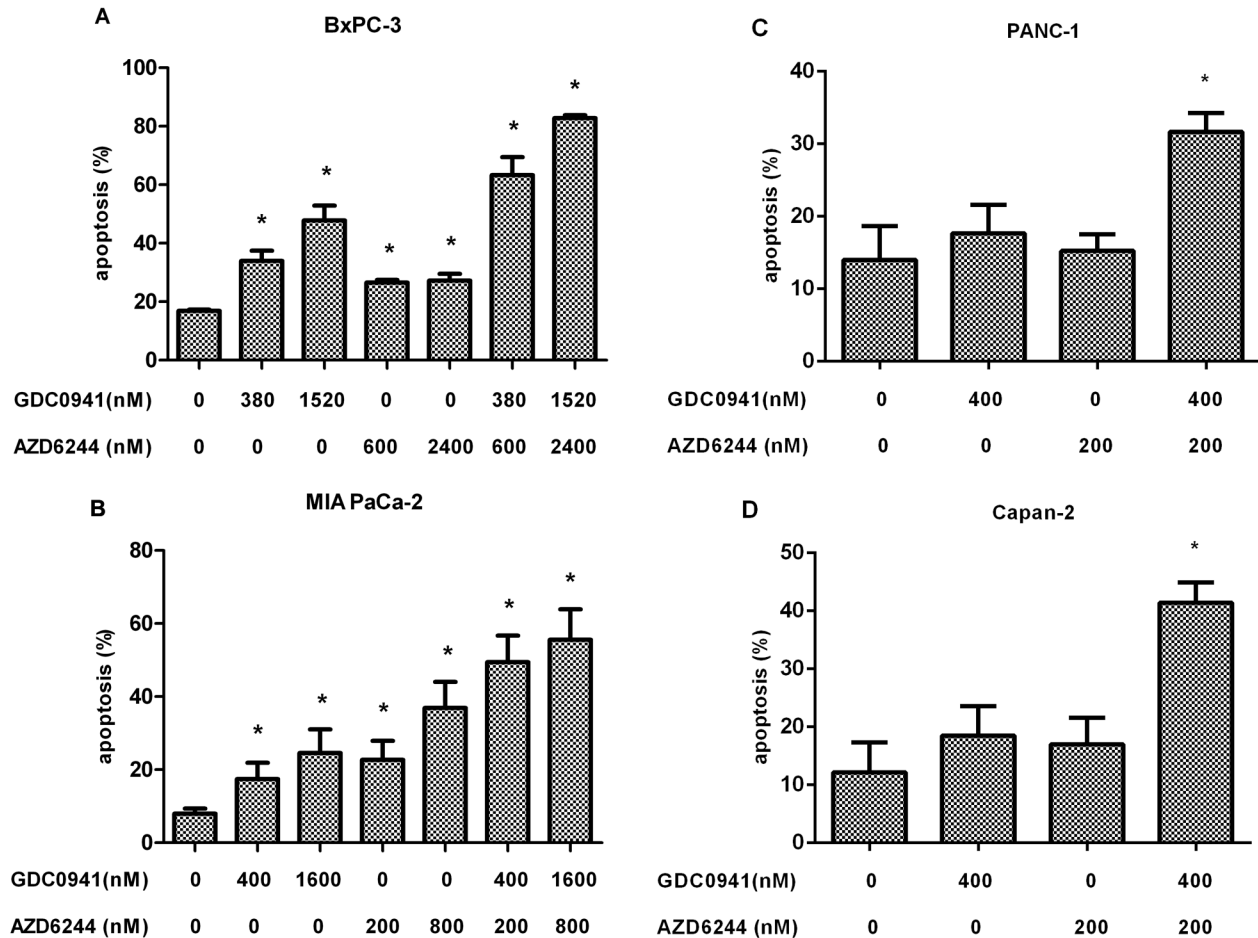 A
BxPC-3
apoptosis (%)
100
80
60
40
20
0
* * * * * *
GDC0941(nM) 0 380 1520 0 0 380 1520
AZD6244 (nM) 0 0 0 600 2400 600 2400
B
MIA PaCa-2
apoptosis (%)
80
60
40
20
0
* * * * * *
GDC0941(nM) 0 400 1600 0 0 400 1600
AZD6244 (nM) 0 0 0 200 800 200 800
C
PANC-1
apoptosis (%)
40
30
20
10
0
*
GDC0941(nM) 0 400 0 400
AZD6244 (nM) 0 0 200 200
D
Capan-2
apoptosis (%)
50
40
30
20
10
0
*
GDC0941(nM) 0 400 0 400
AZD6244 (nM) 0 0 200 200